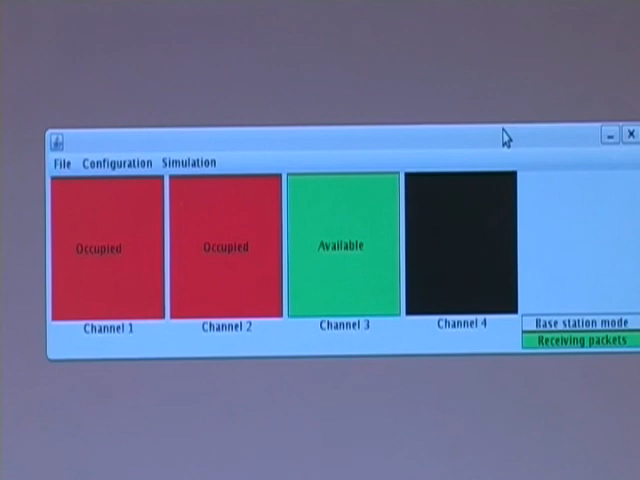 File Configuration Simulation
Occupied Occupied Available
Channel 1 Channel 2 Channel 3 Channel 4
Base station mode
Receiving packets